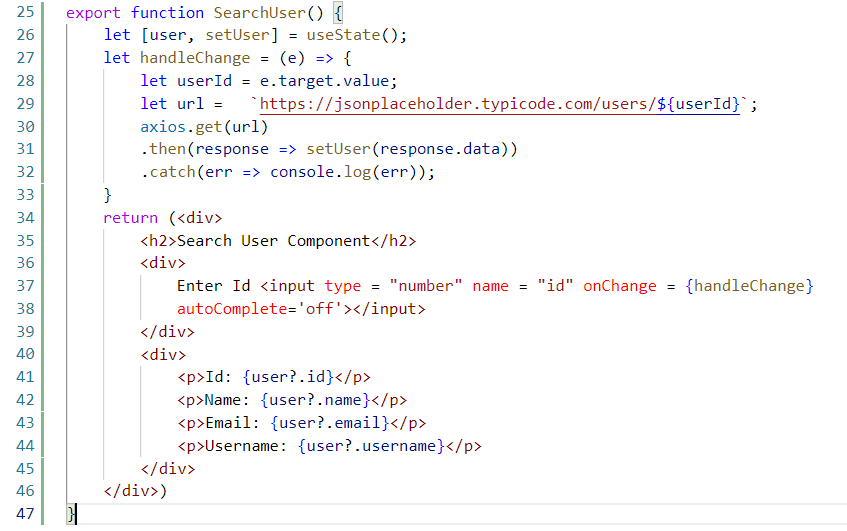 25 export function SearchUser() {
26     let [user, setUser] = useState();
27     let handleChange = (e) => {
28         let userId = e.target.value;
29         let url =   `https://jsonplaceholder.typicode.com/users/${userId}`;
30         axios.get(url)
31         .then(response => setUser(response.data))
32         .catch(err => console.log(err));
33     }
34     return (<div>
35         <h2>Search User Component</h2>
36         <div>
37             Enter Id <input type = "number" name = "id" onChange = {handleChange}
38             autoComplete='off'></input>
39         </div>
40         <div>
41             <p>Id: {user?.id}</p>
42             <p>Name: {user?.name}</p>
43             <p>Email: {user?.email}</p>
44             <p>Username: {user?.username}</p>
45         </div>
46     </div>)
47 }